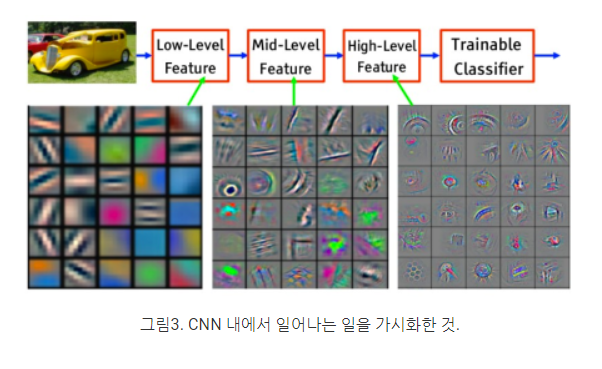 Low-Level
Feature
Mid-Level
Feature
High-Level
Feature
Trainable
Classifier
그림3. CNN 내에서 일어나는 일을 가시화한 것.